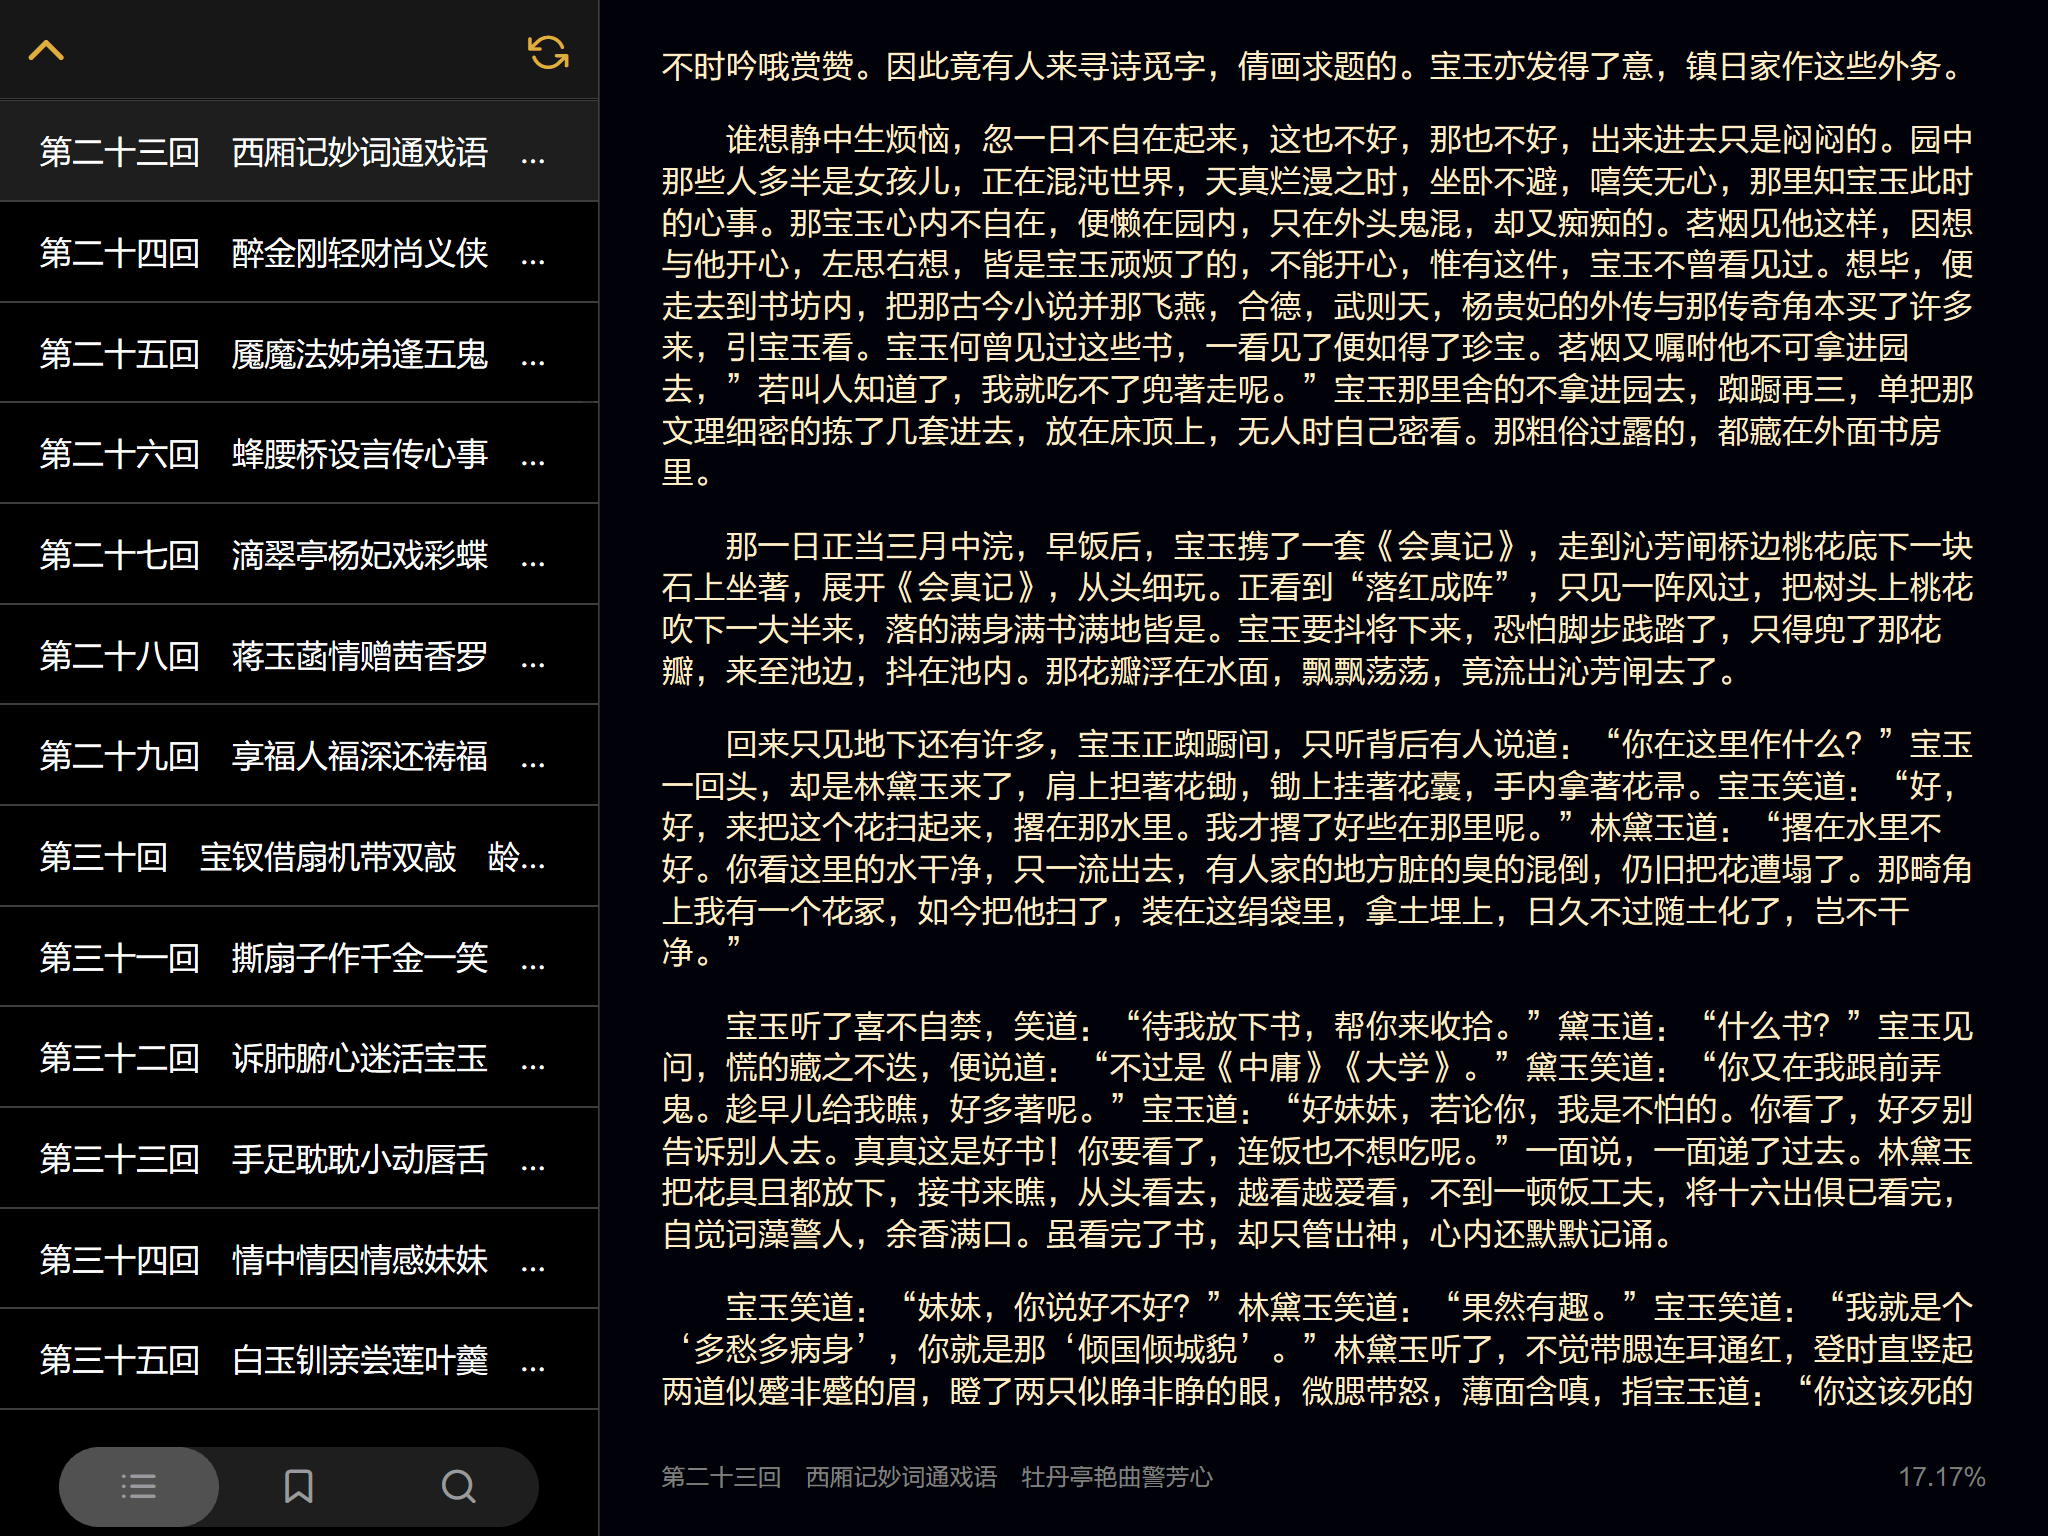 第二十三回　西厢记妙词通戏语　...
第二十四回　醉金刚轻财尚义侠　...
第二十五回　魇魔法姊弟逢五鬼　...
第二十六回　蜂腰桥设言传心事　...
第二十七回　滴翠亭杨妃戏彩蝶　...
第二十八回　蒋玉菡情赠茜香罗　...
第二十九回　享福人福深还祷福　...
第三十回　宝钗借扇机带双敲　龄...
第三十一回　撕扇子作千金一笑　...
第三十二回　诉肺腑心迷活宝玉　...
第三十三回　手足耽耽小动唇舌　...
第三十四回　情中情因情感妹妹　...
第三十五回　白玉钏亲尝莲叶羹　...
不时吟哦赏赞。因此竟有人来寻诗觅字，倩画求题的。宝玉亦发得了意，镇日家作这些外务。
谁想静中生烦恼，忽一日不自在起来，这也不好，那也不好，出来进去只是闷闷的。园中
那些人多半是女孩儿，正在混沌世界，天真烂漫之时，坐卧不避，嘻笑无心，那里知宝玉此时
的心事。那宝玉心内不自在，便懒在园内，只在外头鬼混，却又痴痴的。茗烟见他这样，因想
与他开心，左思右想，皆是宝玉顽烦了的，不能开心，惟有这件，宝玉不曾看见过。想毕，便
走去到书坊内，把那古今小说并那飞燕，合德，武则天，杨贵妃的外传与那传奇角本买了许多
来，引宝玉看。宝玉何曾见过这些书，一看见了便如得了珍宝。茗烟又嘱咐他不可拿进园
去，”若叫人知道了，我就吃不了兜著走呢。”宝玉那里舍的不拿进园去，踟蹰再三，单把那
文理细密的拣了几套进去，放在床顶上，无人时自己密看。那粗俗过露的，都藏在外面书房
里。
那一日正当三月中浣，早饭后，宝玉携了一套《会真记》，走到沁芳闸桥边桃花底下一块
石上坐著，展开《会真记》，从头细玩。正看到“落红成阵”，只见一阵风过，把树头上桃花
吹下一大半来，落的满身满书满地皆是。宝玉要抖将下来，恐怕脚步践踏了，只得兜了那花
瓣，来至池边，抖在池内。那花瓣浮在水面，飘飘荡荡，竟流出沁芳闸去了。
回来只见地下还有许多，宝玉正踟蹰间，只听背后有人说道：“你在这里作什么？”宝玉
一回头，却是林黛玉来了，肩上担著花锄，锄上挂著花囊，手内拿著花帚。宝玉笑道：“好，
好，来把这个花扫起来，撂在那水里。我才撂了好些在那里呢。”林黛玉道：“撂在水里不
好。你看这里的水干净，只一流出去，有人家的地方脏的臭的混倒，仍旧把花遭塌了。那畸角
上我有一个花冢，如今把他扫了，装在这绢袋里，拿土埋上，日久不过随土化了，岂不干
净。”
宝玉听了喜不自禁，笑道：“待我放下书，帮你来收拾。”黛玉道：“什么书？”宝玉见
问，慌的藏之不迭，便说道：“不过是《中庸》《大学》。”黛玉笑道：“你又在我跟前弄
鬼。趁早儿给我瞧，好多著呢。”宝玉道：“好妹妹，若论你，我是不怕的。你看了，好歹别
告诉别人去。真真这是好书！你要看了，连饭也不想吃呢。”一面说，一面递了过去。林黛玉
把花具且都放下，接书来瞧，从头看去，越看越爱看，不到一顿饭工夫，将十六出俱已看完，
自觉词藻警人，余香满口。虽看完了书，却只管出神，心内还默默记诵。
宝玉笑道：“妹妹，你说好不好？”林黛玉笑道：“果然有趣。”宝玉笑道：“我就是个
‘多愁多病身’，你就是那‘倾国倾城貌’。”林黛玉听了，不觉带腮连耳通红，登时直竖起
两道似蹙非蹙的眉，瞪了两只似睁非睁的眼，微腮带怒，薄面含嗔，指宝玉道：“你这该死的
第二十三回　西厢记妙词通戏语　牡丹亭艳曲警芳心
17.17%